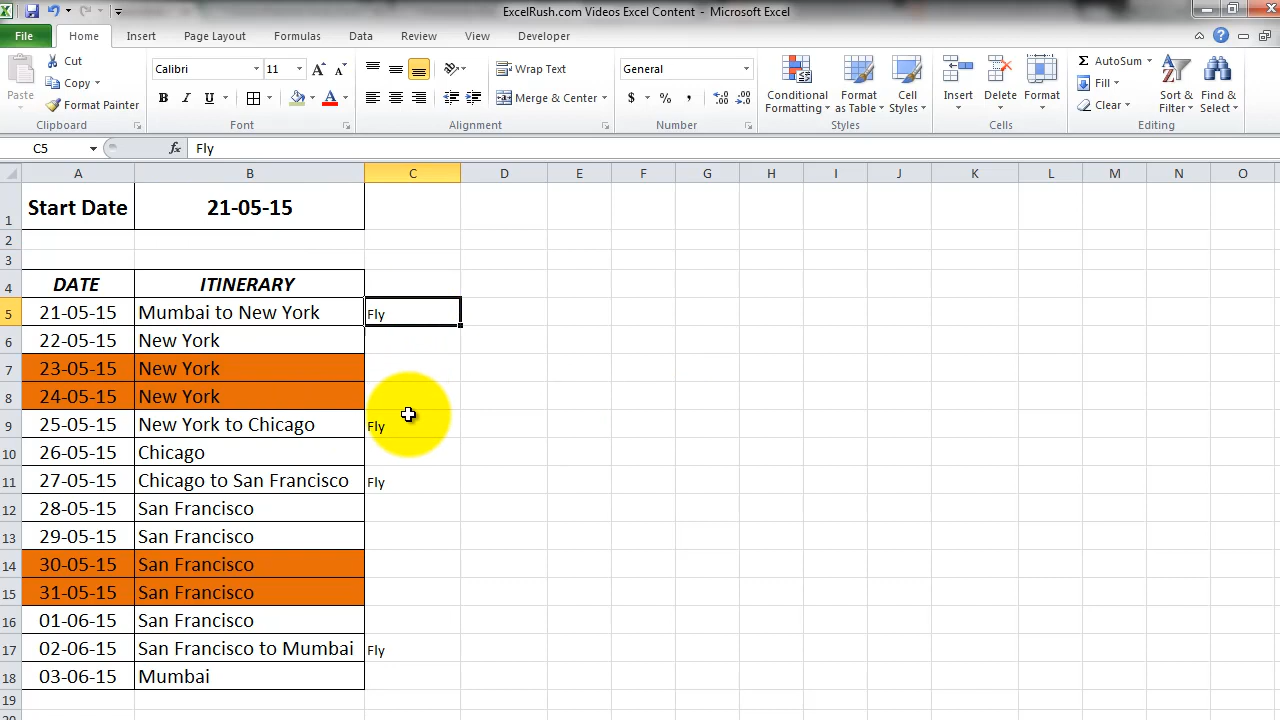 ExcelRush.com Videos Excel Content - Microsoft Excel
File Home Insert Page Layout Formulas Data Review View Developer
Paste Cut Copy Format Painter Clipboard
Calibri 11 B I U Font
Wrap Text Merge & Center Alignment
General $ % , Number
Conditional Formatting Format as Table Cell Styles Styles
Insert Delete Format Cells
Σ AutoSum Fill Clear Sort & Filter Find & Select Editing
C5 fx Fly
A B C D E F G H I J K L M N O
1 Start Date 21-05-15
2
3
4 DATE ITINERARY
5 21-05-15 Mumbai to New York Fly
6 22-05-15 New York
7 23-05-15 New York
8 24-05-15 New York
9 25-05-15 New York to Chicago Fly
10 26-05-15 Chicago
11 27-05-15 Chicago to San Francisco Fly
12 28-05-15 San Francisco
13 29-05-15 San Francisco
14 30-05-15 San Francisco
15 31-05-15 San Francisco
16 01-06-15 San Francisco
17 02-06-15 San Francisco to Mumbai Fly
18 03-06-15 Mumbai
19